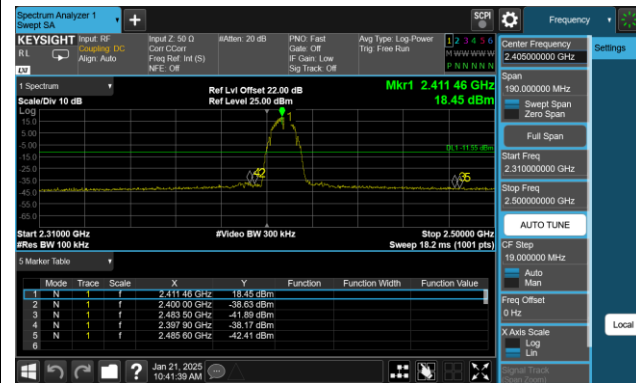 Spectrum Analyzer 1
Swept SA
SCPI
Frequency
KEYSIGHT
RL
LXI
Input: RF
Coupling: DC
Align: Auto
Input Z: 50 Ω
Corr CCorr
Freq Ref: Int (S)
NFE: Off
#Atten: 20 dB
PNO: Fast
Gate: Off
IF Gain: Low
Sig Track: Off
Avg Type: Log-Power
Trig: Free Run
1 2 3 4 5 6
M W W W W W
P N N N N N
1 Spectrum
Scale/Div 10 dB
Log
Ref Lvl Offset 22.00 dB
Ref Level 25.00 dBm
Mkr1 2.411 46 GHz
18.45 dBm
15.0
5.00
-5.00
-15.0
-25.0
-35.0
-45.0
-55.0
-65.0
1
DL1 -11.55 dBm
Start 2.31000 GHz
#Res BW 100 kHz
#Video BW 300 kHz
Stop 2.50000 GHz
Sweep 18.2 ms (1001 pts)
5 Marker Table
Mode Trace Scale X Y Function Function Width Function Value
1 N 1 f 2.411 46 GHz 18.45 dBm
2 N 1 f 2.400 00 GHz -38.63 dBm
3 N 1 f 2.483 50 GHz -41.89 dBm
4 N 1 f 2.397 90 GHz -38.17 dBm
5 N 1 f 2.485 60 GHz -42.41 dBm
6
Jan 21, 2025
10:41:39 AM
Center Frequency
2.405000000 GHz
Settings
Span
190.000000 MHz
Swept Span
Zero Span
Full Span
Start Freq
2.310000000 GHz
Stop Freq
2.500000000 GHz
AUTO TUNE
CF Step
19.000000 MHz
Auto
Man
Freq Offset
0 Hz
X Axis Scale
Log
Lin
Signal Track
(Span Zoom)
Local